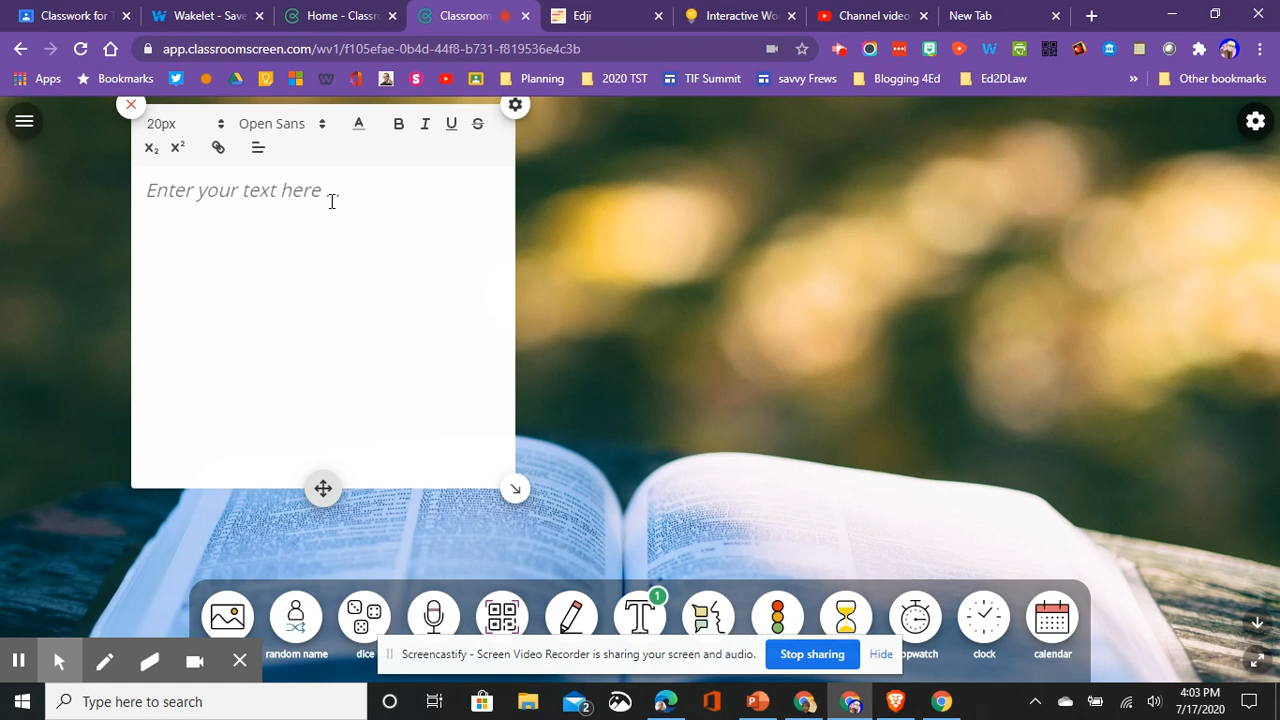 Classwork for T
Wakelet - Save
Home - Classr
Classroom
Edji
Interactive Wo
Channel video
New Tab
app.classroomscreen.com/wv1/f105efae-0b4d-44f8-b731-f819536e4c3b
Apps
Bookmarks
Planning
2020 TST
TIF Summit
savvy Frews
Blogging 4Ed
Ed2DLaw
»
Other bookmarks
20px
Open Sans
A
B I U S
X₂ X²
Enter your text here ...
1
random name
dice
opwatch
clock
calendar
Screencastify - Screen Video Recorder is sharing your screen and audio.
Stop sharing
Hide
Type here to search
2
4:03 PM
7/17/2020